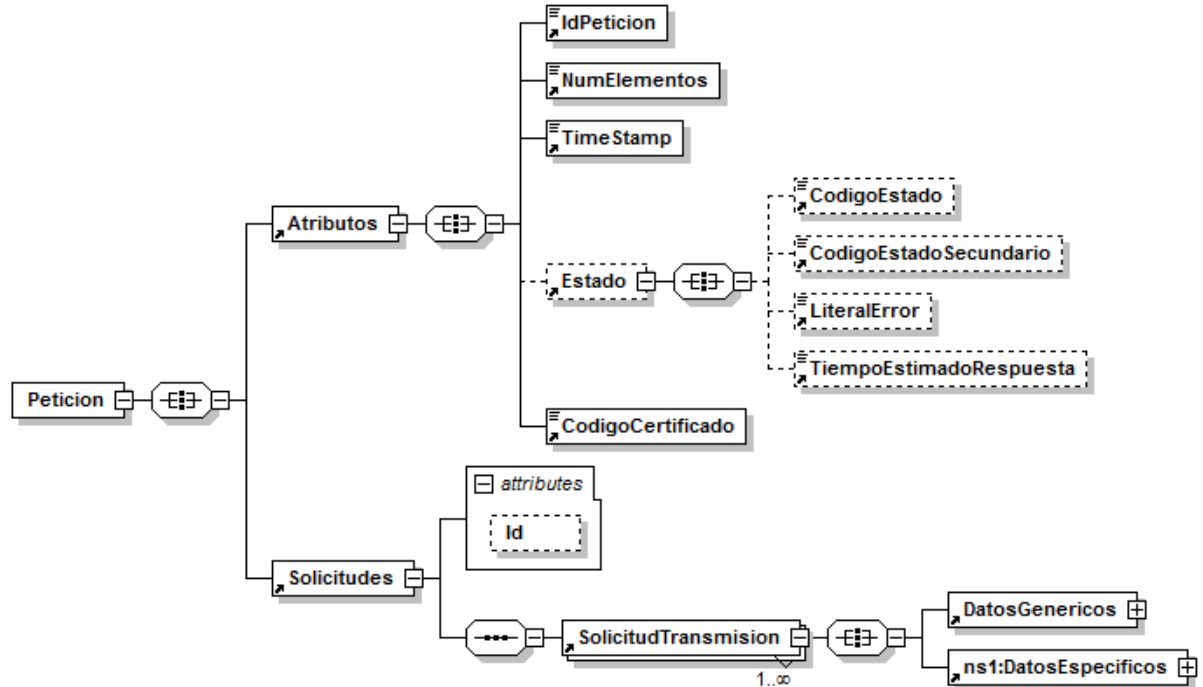 IdPeticion
NumElementos
TimeStamp
CodigoEstado
Atributos
CodigoEstadoSecundario
Estado
LiteralError
TiempoEstimadoRespuesta
Peticion
CodigoCertificado
attributes
Id
Solicitudes
DatosGenericos
SolicitudTransmision
ns1:DatosEspecificos
1..∞